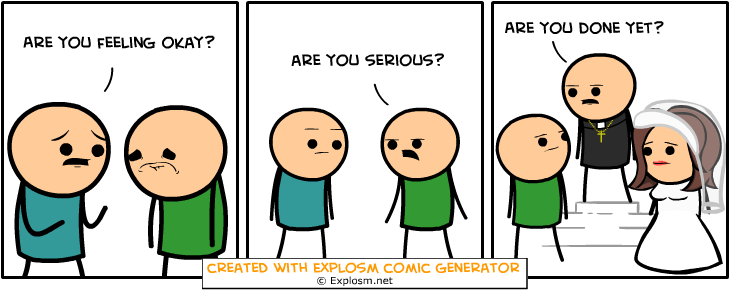 ARE YOU FEELING OKAY?
ARE YOU SERIOUS?
ARE YOU DONE YET?
CREATED WITH EXPLOSM COMIC GENERATOR
© Explosm.net